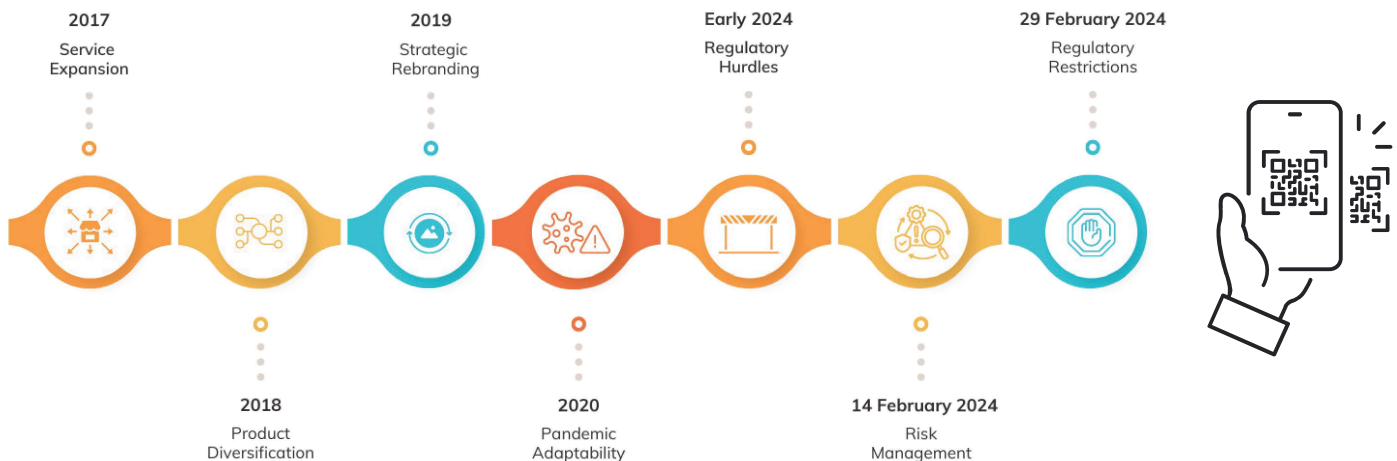 2017
Service
Expansion
2019
Strategic
Rebranding
Early 2024
Regulatory
Hurdles
29 February 2024
Regulatory
Restrictions
2018
Product
Diversification
2020
Pandemic
Adaptability
14 February 2024
Risk
Management